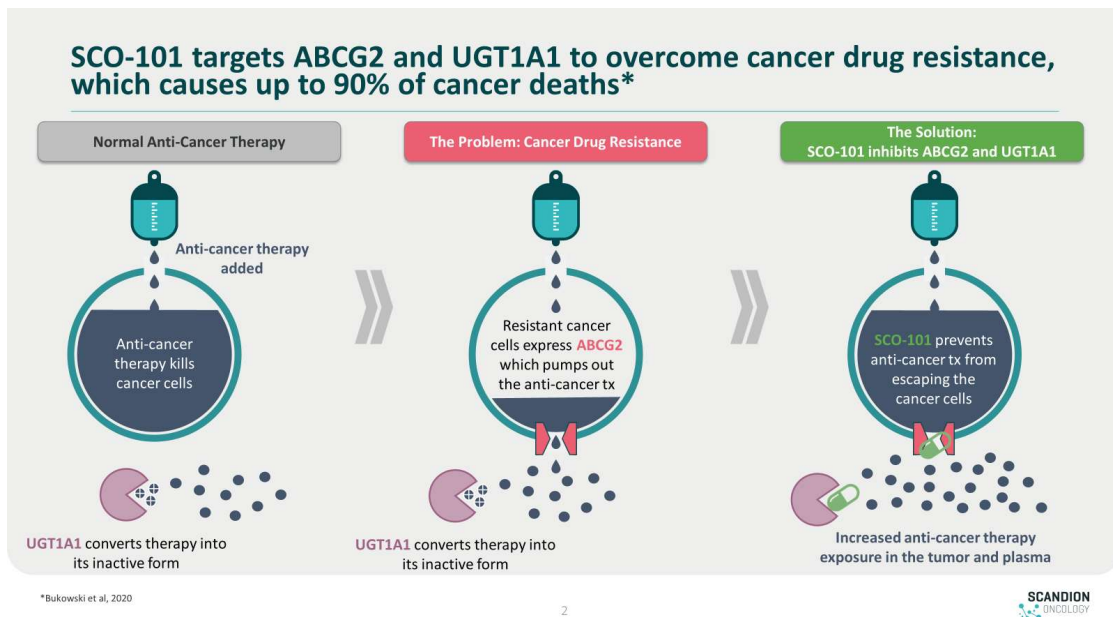 SCO-101 targets ABCG2 and UGT1A1 to overcome cancer drug resistance,
which causes up to 90% of cancer deaths*
Normal Anti-Cancer Therapy
Anti-cancer therapy
added
Anti-cancer
therapy kills
cancer cells
UGT1A1 converts therapy into
its inactive form
The Problem: Cancer Drug Resistance
Resistant cancer
cells express ABCG2
which pumps out
the anti-cancer tx
UGT1A1 converts therapy into
its inactive form
The Solution:
SCO-101 inhibits ABCG2 and UGT1A1
SCO-101 prevents
anti-cancer tx from
escaping the
cancer cells
Increased anti-cancer therapy
exposure in the tumor and plasma
*Bukowski et al, 2020
2
SCANDION
ONCOLOGY